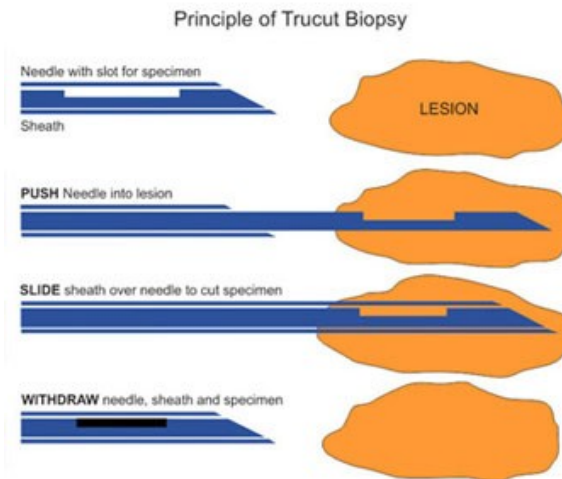 Principle of Trucut Biopsy
Needle with slot for specimen
LESION
Sheath
PUSH Needle into lesion
SLIDE sheath over needle to cut specimen
WITHDRAW needle, sheath and specimen